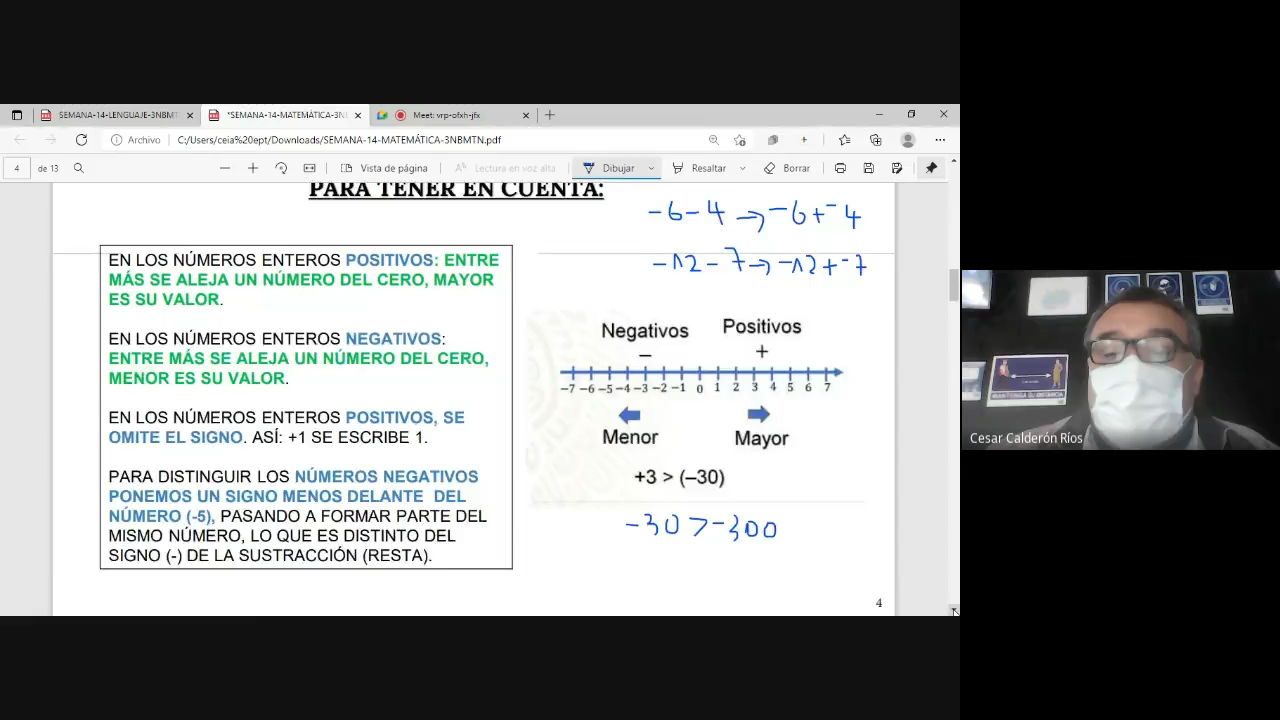 SEMANA-14-LENGUAJE-3NBMT
*SEMANA-14-MATEMÁTICA-3NB
Meet: vrp-ofxh-jfx
Archivo
C:/Users/ceia%20ept/Downloads/SEMANA-14-MATEMÁTICA-3NBMTN.pdf
4 de 13
Vista de página
Lectura en voz alta
Dibujar
Resaltar
Borrar
PARA TENER EN CUENTA:
-6-4 → -6+-4
-12-7 → -12+-7
EN LOS NÚMEROS ENTEROS POSITIVOS: ENTRE
MÁS SE ALEJA UN NÚMERO DEL CERO, MAYOR
ES SU VALOR.
EN LOS NÚMEROS ENTEROS NEGATIVOS:
ENTRE MÁS SE ALEJA UN NÚMERO DEL CERO,
MENOR ES SU VALOR.
EN LOS NÚMEROS ENTEROS POSITIVOS, SE
OMITE EL SIGNO. ASÍ: +1 SE ESCRIBE 1.
PARA DISTINGUIR LOS NÚMEROS NEGATIVOS
PONEMOS UN SIGNO MENOS DELANTE DEL
NÚMERO (-5), PASANDO A FORMAR PARTE DEL
MISMO NÚMERO, LO QUE ES DISTINTO DEL
SIGNO (-) DE LA SUSTRACCIÓN (RESTA).
Negativos Positivos
– +
–7 –6 –5 –4 –3 –2 –1 0 1 2 3 4 5 6 7
Menor Mayor
+3 > (–30)
-30 > -300
4
MANTENGA SU DISTANCIA
Cesar Calderón Ríos